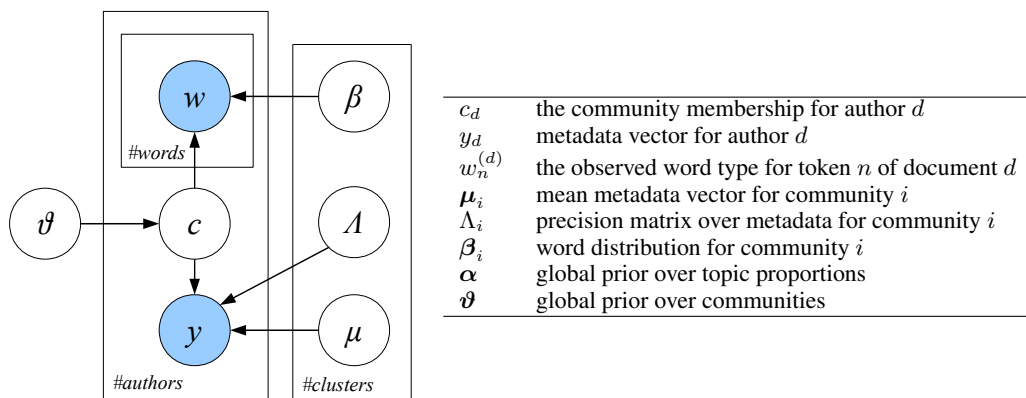 w
β
#words
ϑ
c
Λ
y
μ
#authors
#clusters
c_d the community membership for author d
y_d metadata vector for author d
w_n^{(d)} the observed word type for token n of document d
μ_i mean metadata vector for community i
Λ_i precision matrix over metadata for community i
β_i word distribution for community i
α global prior over topic proportions
ϑ global prior over communities